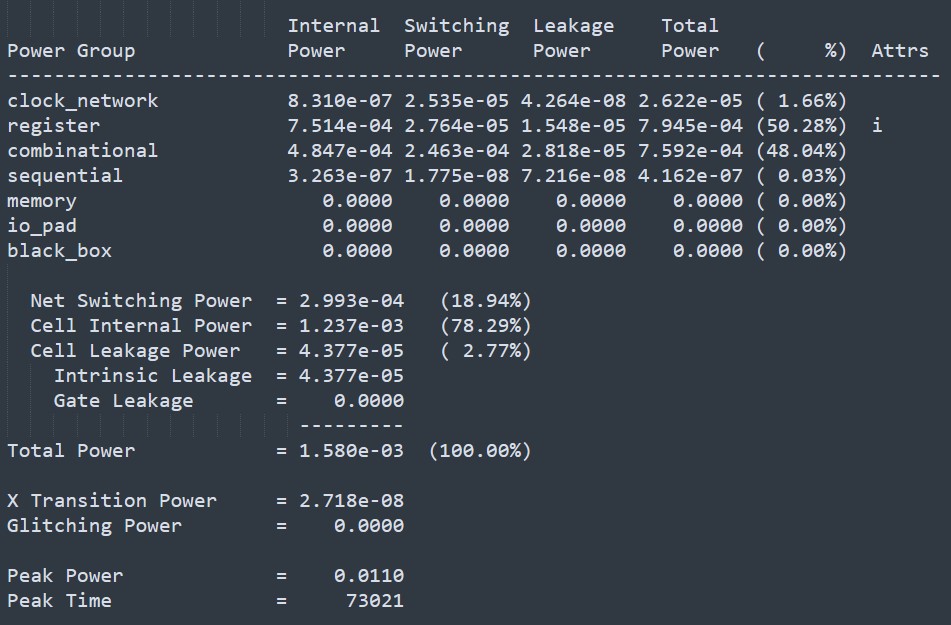 Internal  Switching  Leakage    Total
Power Group             Power     Power      Power      Power   (     %)  Attrs
--------------------------------------------------------------------------------
clock_network           8.310e-07 2.535e-05 4.264e-08 2.622e-05 ( 1.66%)
register                7.514e-04 2.764e-05 1.548e-05 7.945e-04 (50.28%)  i
combinational           4.847e-04 2.463e-04 2.818e-05 7.592e-04 (48.04%)
sequential              3.263e-07 1.775e-08 7.216e-08 4.162e-07 ( 0.03%)
memory                     0.0000    0.0000    0.0000    0.0000 ( 0.00%)
io_pad                     0.0000    0.0000    0.0000    0.0000 ( 0.00%)
black_box                  0.0000    0.0000    0.0000    0.0000 ( 0.00%)
  Net Switching Power  = 2.993e-04   (18.94%)
  Cell Internal Power  = 1.237e-03   (78.29%)
  Cell Leakage Power   = 4.377e-05   ( 2.77%)
    Intrinsic Leakage  = 4.377e-05
    Gate Leakage       =    0.0000
                         ---------
Total Power            = 1.580e-03  (100.00%)
X Transition Power     = 2.718e-08
Glitching Power        =    0.0000
Peak Power             =    0.0110
Peak Time              =     73021